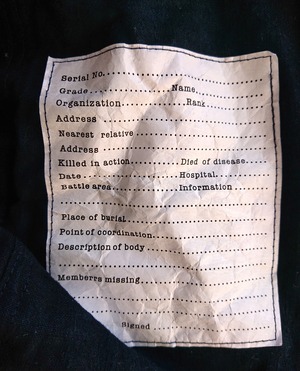 Serial No.....................................
Grade....................Name................
Organization................Rank..............
Address ......................................
Nearest relative.............................
Address ......................................
Killed in action............Died of disease....
Date .......................Hospital..........
Battle area................Information ........
..............................................
Place of burial...............................
Point of coordination.........................
Description of body ..........................
..............................................
Memberrs missing..............................
..............................................
..............................................
Signed .......................